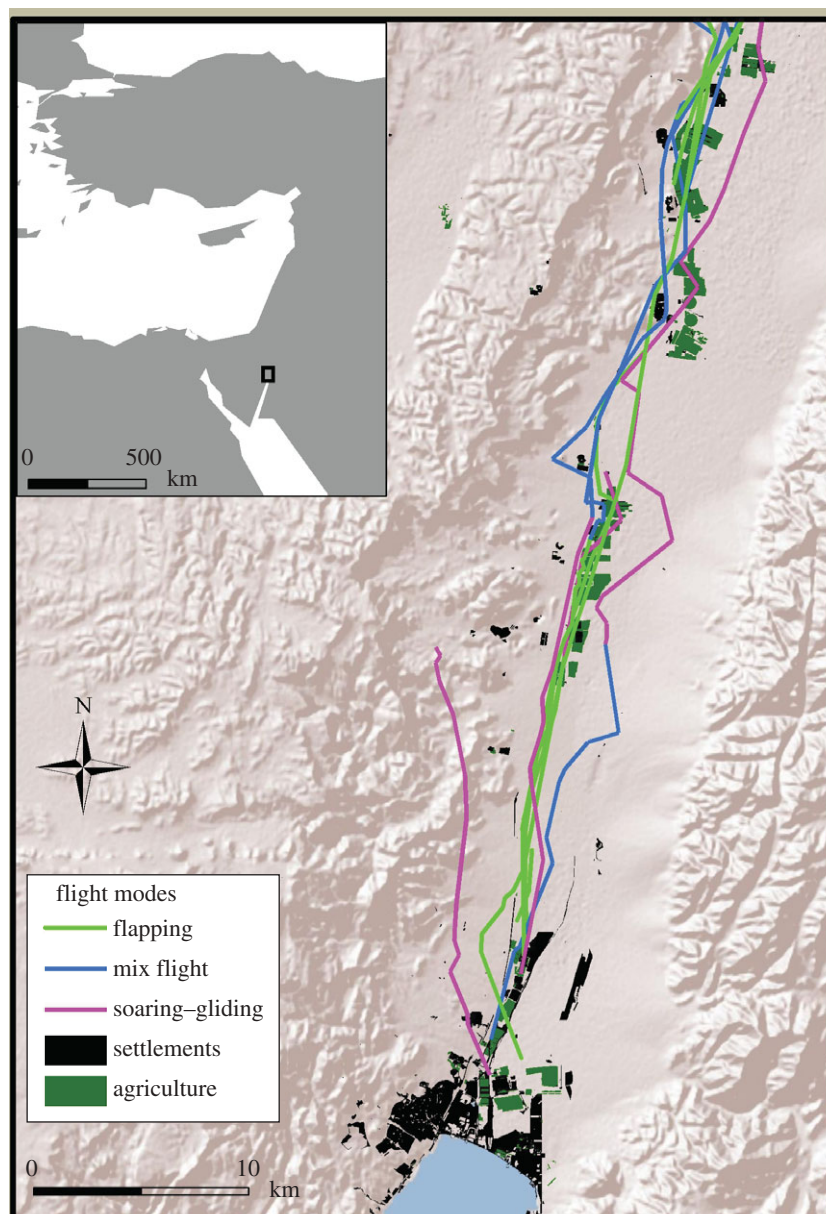 0 500
km
N
flight modes
flapping
mix flight
soaring–gliding
settlements
agriculture
0 10
km